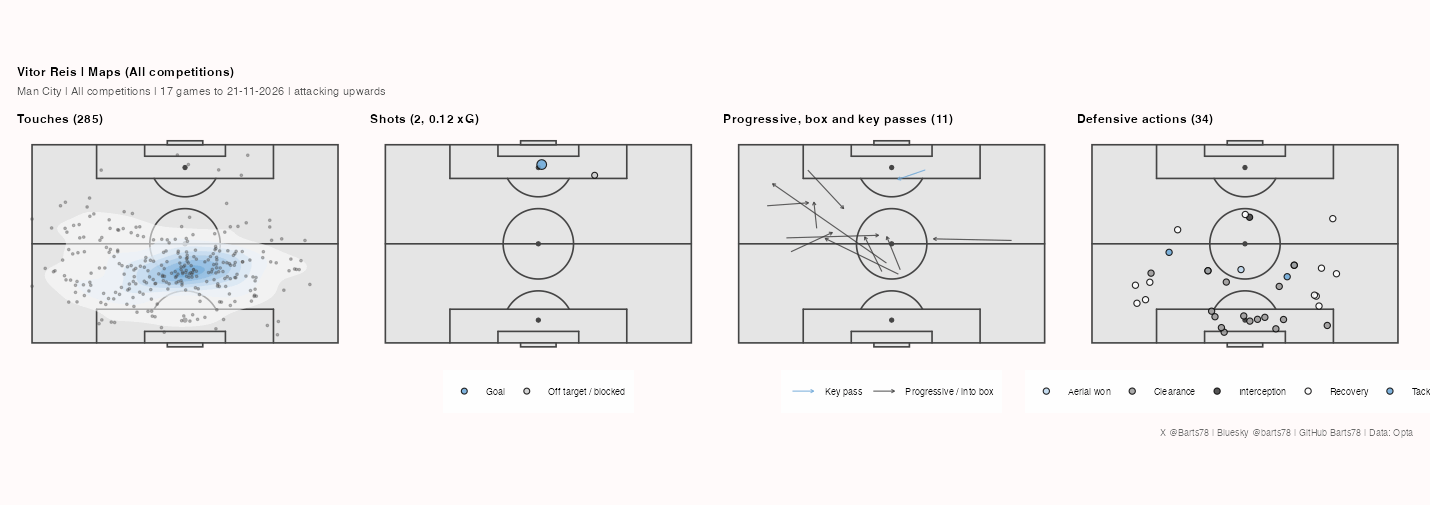 Vitor Reis | Maps (All competitions)
Man City | All competitions | 17 games to 21-11-2026 | attacking upwards
Touches (285)
Shots (2, 0.12 xG)
Progressive, box and key passes (11)
Defensive actions (34)
Goal
Off target / blocked
Key pass
Progressive / into box
Aerial won
Clearance
Interception
Recovery
Tack
X @Barts78 | Bluesky @barts78 | GitHub Barts78 | Data: Opta